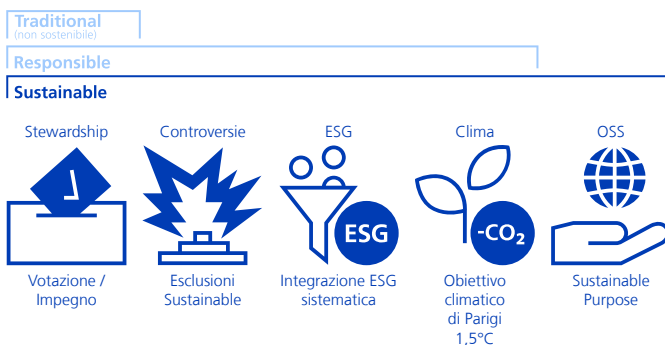 Traditional
(non sostenibile)
Responsible
Sustainable
Stewardship
Controversie
ESG
Clima
OSS
ESG
-CO₂
Votazione /
Impegno
Esclusioni
Sustainable
Integrazione ESG
sistematica
Obiettivo
climatico
di Parigi
1,5°C
Sustainable
Purpose